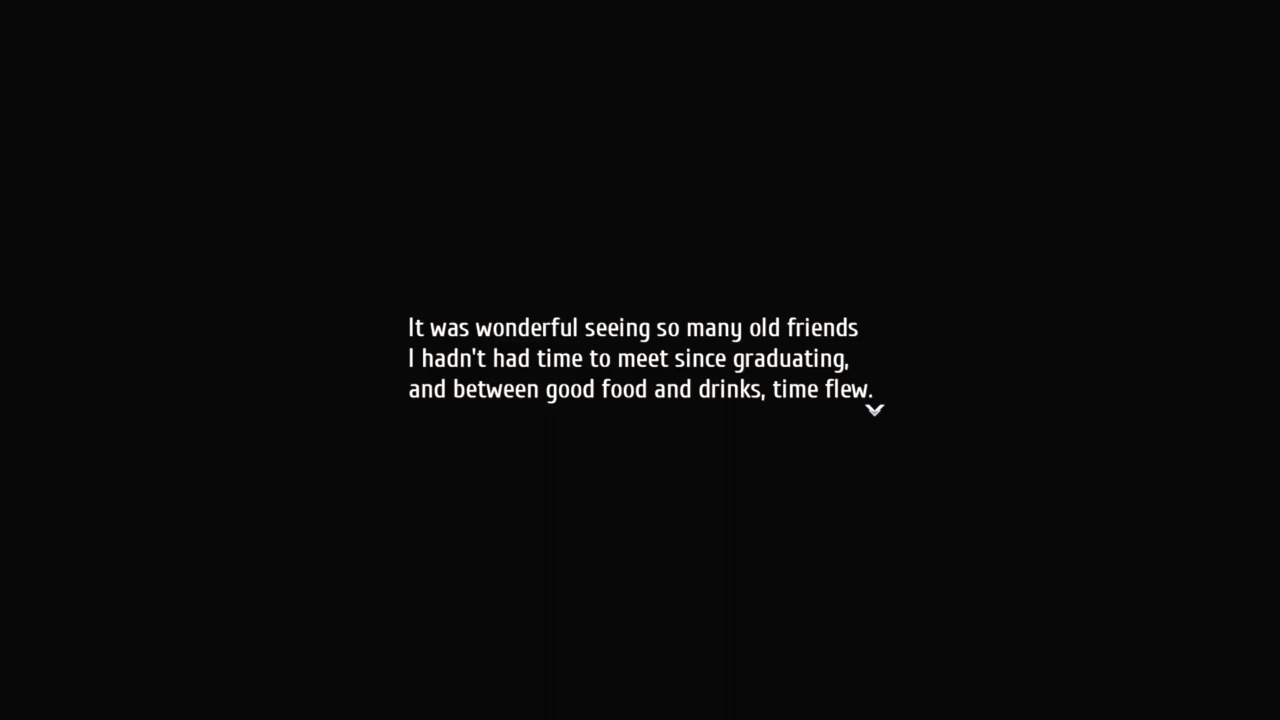 It was wonderful seeing so many old friends
I hadn't had time to meet since graduating,
and between good food and drinks, time flew.